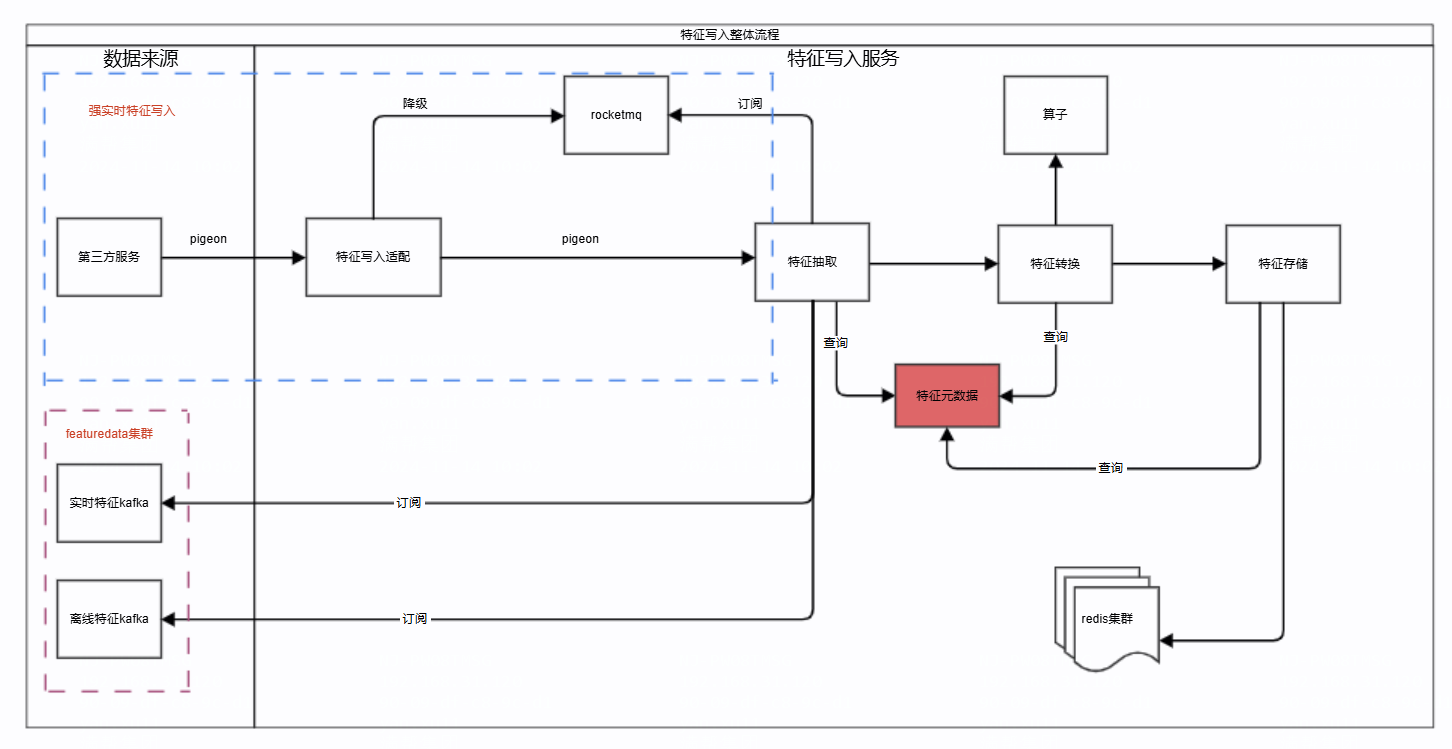 特征写入整体流程
数据来源
特征写入服务
强实时特征写入
降级
rocketmq
订阅
算子
第三方服务
pigeon
特征写入适配
pigeon
特征抽取
特征转换
特征存储
查询
查询
特征元数据
featuredata集群
查询
实时特征kafka
订阅
离线特征kafka
订阅
redis集群